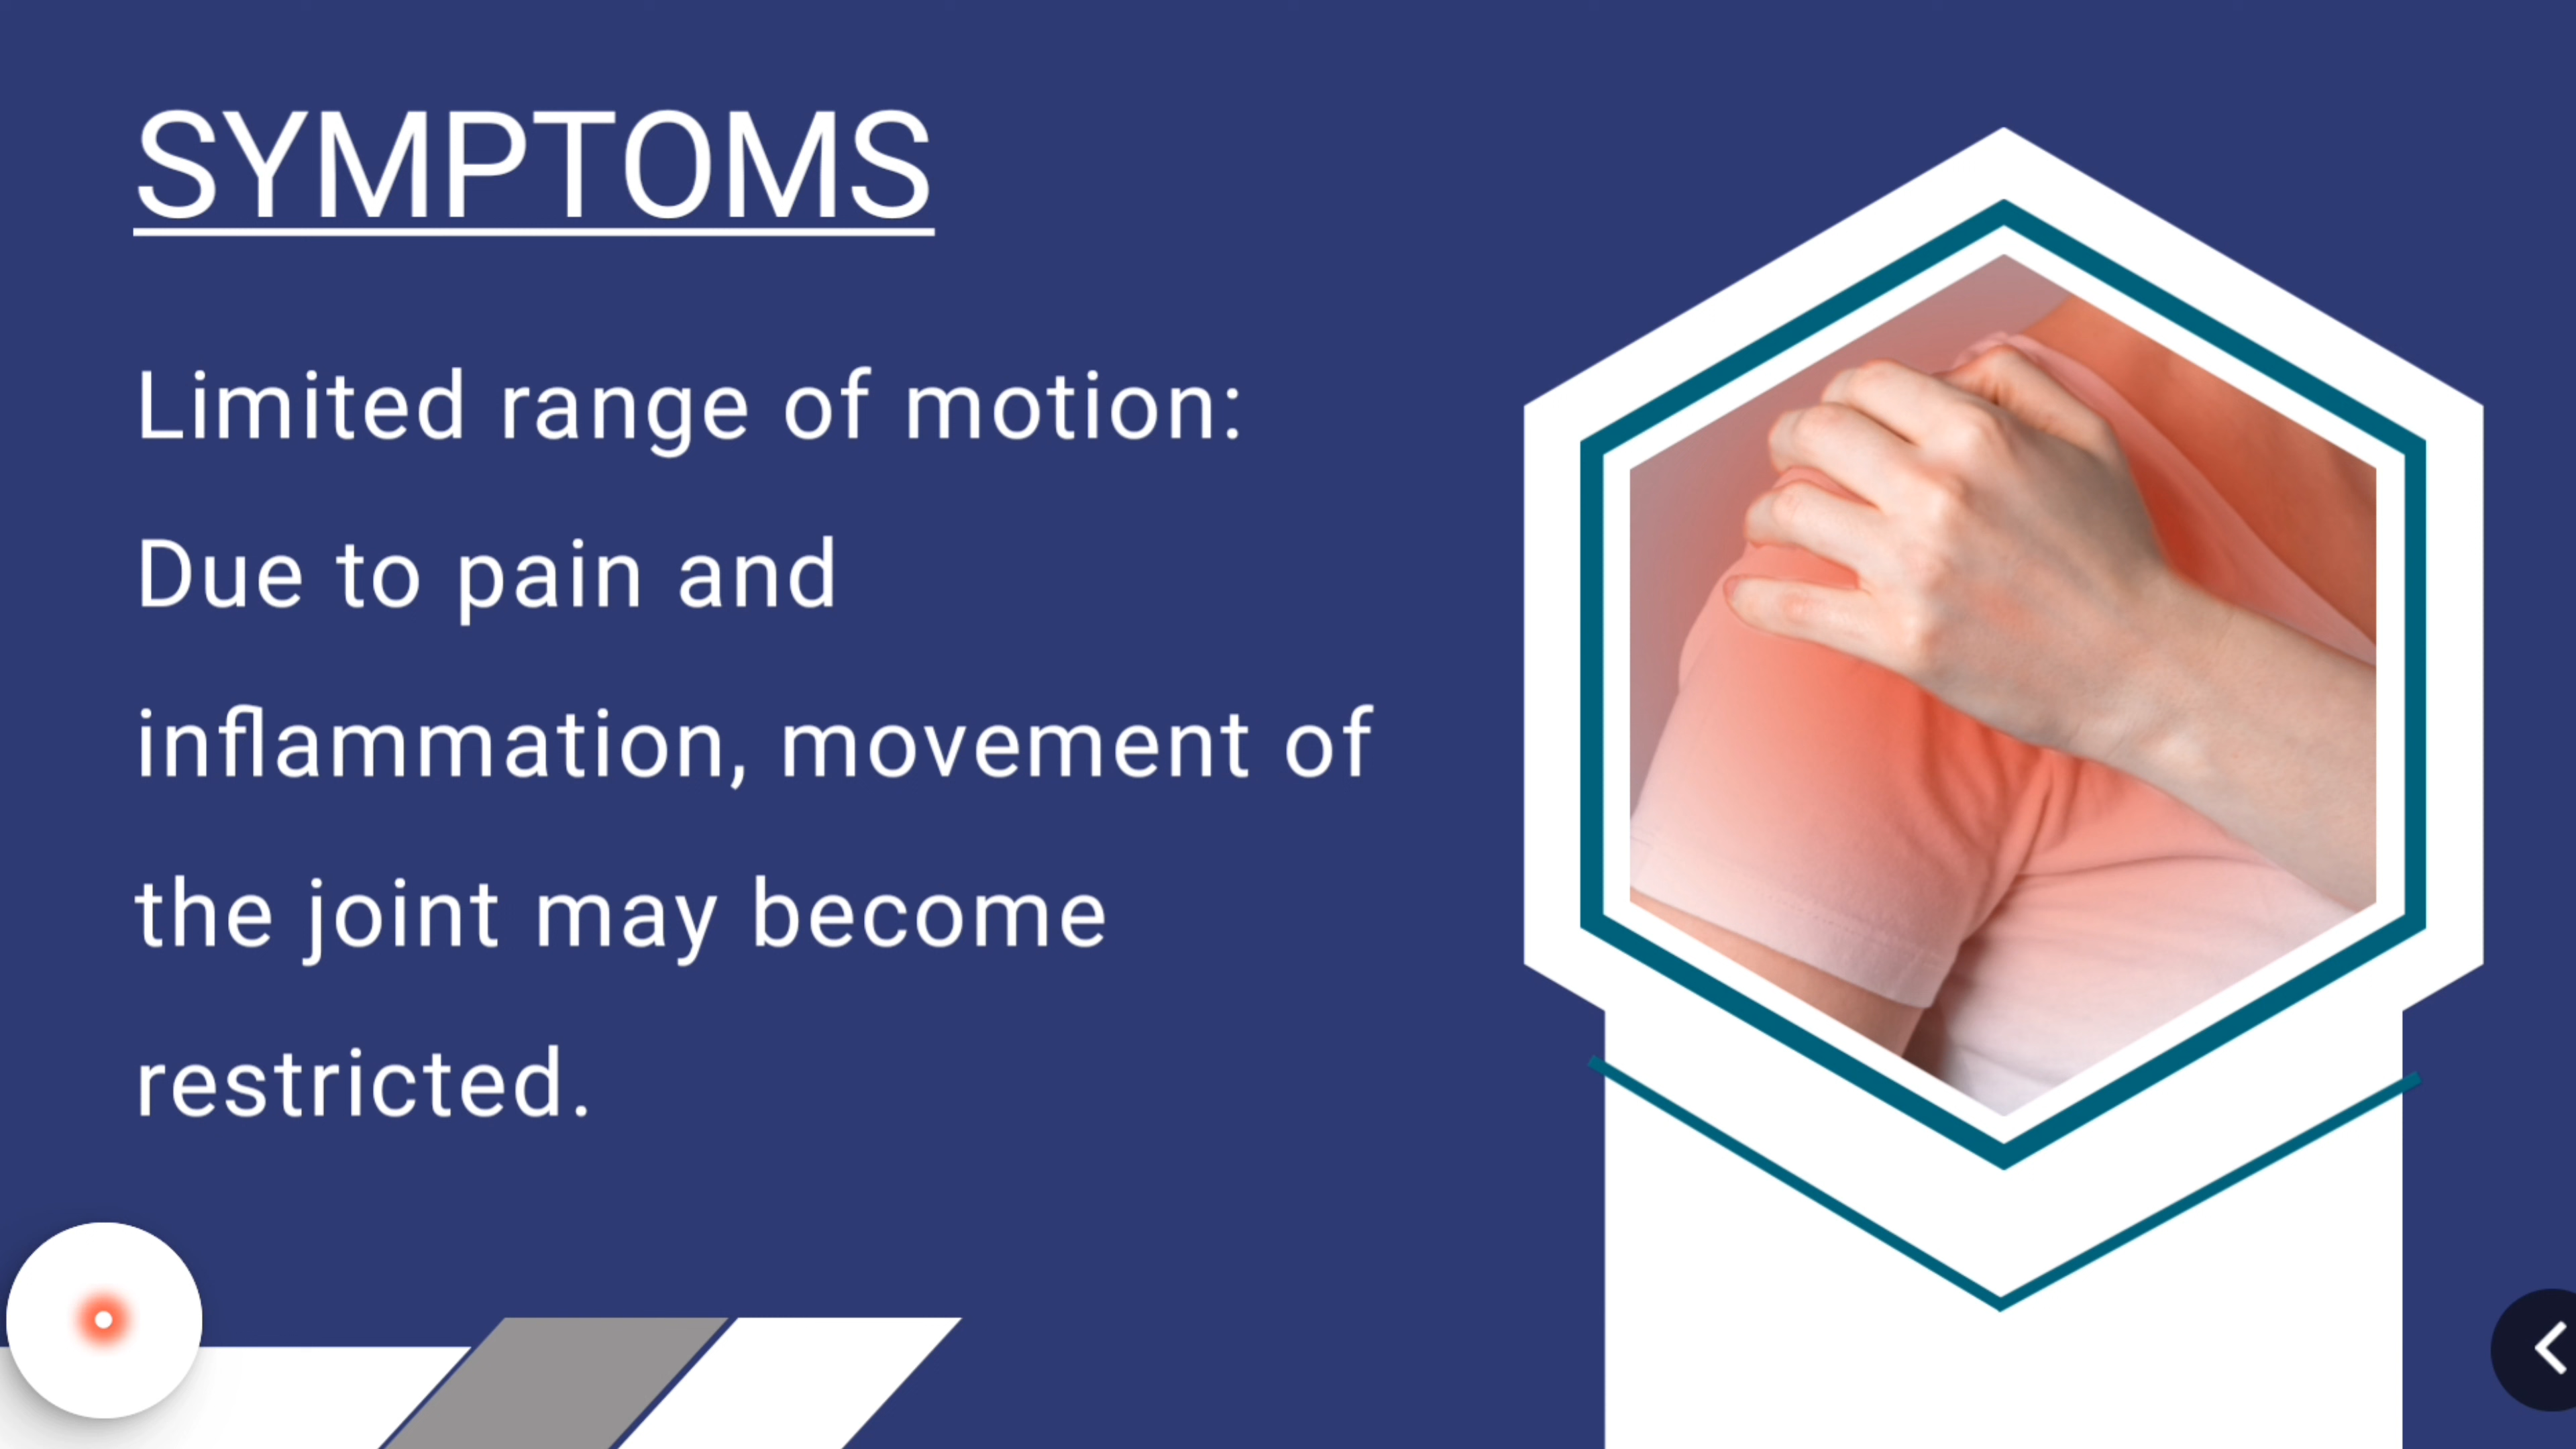 SYMPTOMS
Limited range of motion:
Due to pain and
inflammation, movement of
the joint may become
restricted.